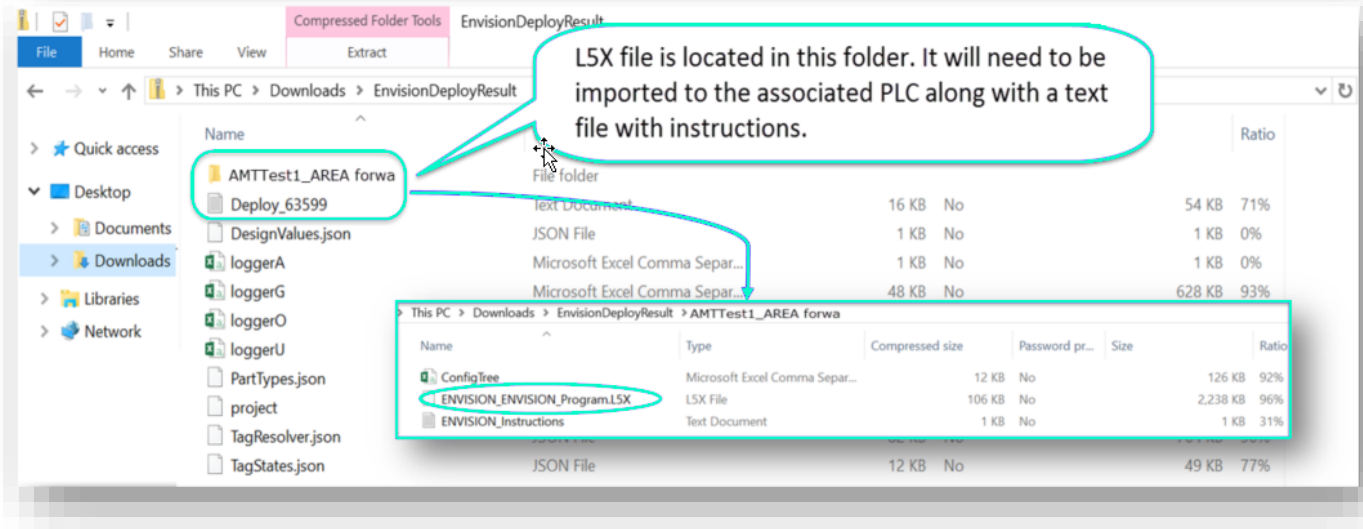 Compressed Folder Tools EnvisionDeployResult
File Home Share View Extract
This PC > Downloads > EnvisionDeployResult
L5X file is located in this folder. It will need to be
imported to the associated PLC along with a text
file with instructions.
Name Ratio
Quick access
Desktop
Documents
Downloads
Libraries
Network
AMTTest1_AREA forwa File folder
Deploy_63599 Text Document 16 KB No 54 KB 71%
DesignValues.json JSON File 1 KB No 1 KB 0%
loggerA Microsoft Excel Comma Separ... 1 KB No 1 KB 0%
loggerG Microsoft Excel Comma Separ... 48 KB No 628 KB 93%
loggerO
loggerU
PartTypes.json
project
TagResolver.json
TagStates.json JSON File 12 KB No 49 KB 77%
> This PC > Downloads > EnvisionDeployResult > AMTTest1_AREA forwa
Name Type Compressed size Password pr... Size Ratio
ConfigTree Microsoft Excel Comma Separ... 12 KB No 126 KB 92%
ENVISION_ENVISION_Program.L5X L5X File 106 KB No 2,238 KB 96%
ENVISION_Instructions Text Document 1 KB No 1 KB 31%